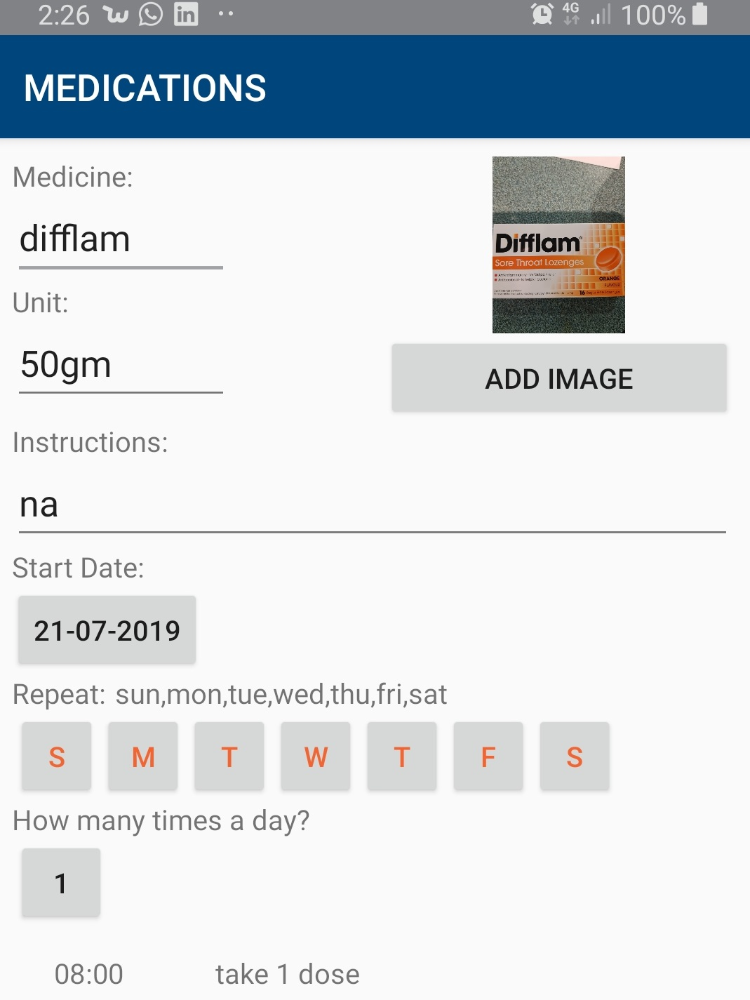 2:26 in 4G 100%
MEDICATIONS
Medicine:
difflam
Difflam
Sore Throat Lozenges
ORANGE
FLAVOUR
16
Unit:
50gm
ADD IMAGE
Instructions:
na
Start Date:
21-07-2019
Repeat: sun,mon,tue,wed,thu,fri,sat
S M T W T F S
How many times a day?
1
08:00 take 1 dose